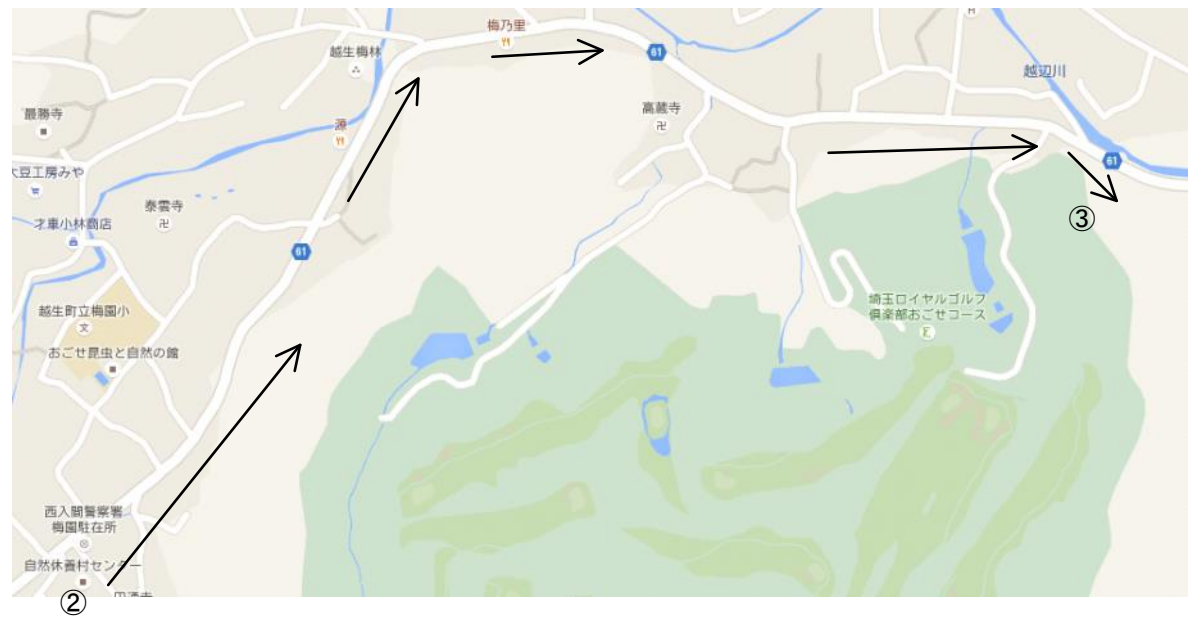 梅乃里
越生梅林
61
越辺川
最勝寺
高蔵寺
源
61
大豆工房みや
泰雲寺
才車小林商店
③
61
埼玉ロイヤルゴルフ
倶楽部おごせコース
越生町立梅園小
文
おごせ昆虫と自然の館
西入間警察署
梅園駐在所
自然休養村センター
②